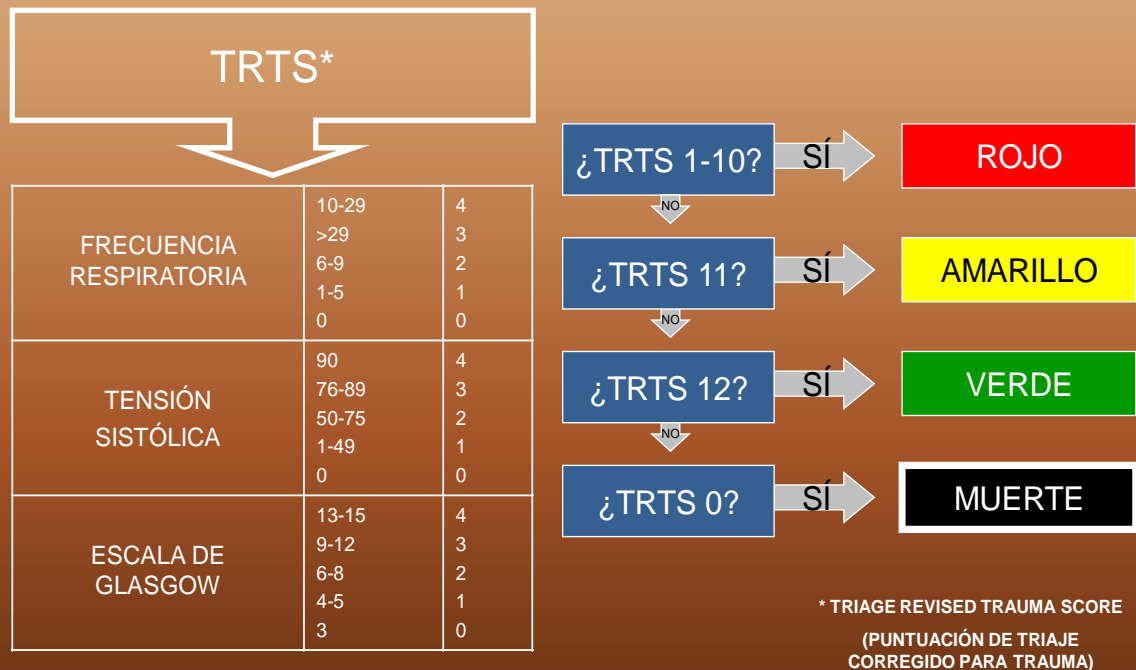 TRTS*
FRECUENCIA
RESPIRATORIA
10-29 4
>29 3
6-9 2
1-5 1
0 0
TENSIÓN
SISTÓLICA
90 4
76-89 3
50-75 2
1-49 1
0 0
ESCALA DE
GLASGOW
13-15 4
9-12 3
6-8 2
4-5 1
3 0
¿TRTS 1-10? SÍ ROJO
NO
¿TRTS 11? SÍ AMARILLO
NO
¿TRTS 12? SÍ VERDE
NO
¿TRTS 0? SÍ MUERTE
* TRIAGE REVISED TRAUMA SCORE
(PUNTUACIÓN DE TRIAJE
CORREGIDO PARA TRAUMA)